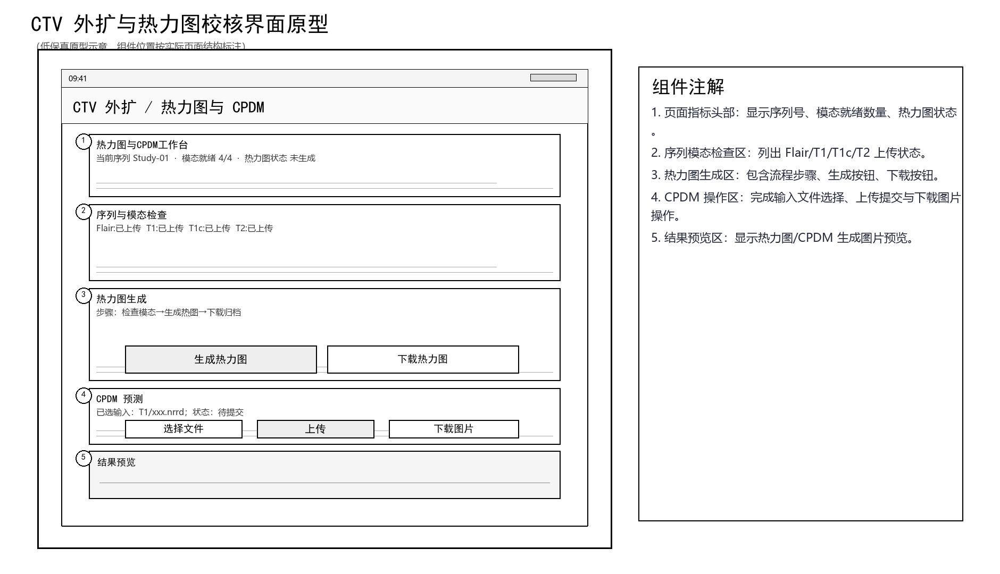 CTV 外扩与热力图校核界面原型
（低保真原型示意，组件位置按实际页面结构标注）
09:41
CTV 外扩 / 热力图与 CPDM
1
热力图与CPDM工作台
当前序列 Study-01 · 模态就绪 4/4 · 热力图状态 未生成
2
序列与模态检查
Flair:已上传 T1:已上传 T1c:已上传 T2:已上传
3
热力图生成
步骤：检查模态→生成热图→下载归档
生成热力图
下载热力图
4
CPDM 预测
已选输入：T1/xxx.nrrd；状态：待提交
选择文件
上传
下载图片
5
结果预览
组件注解
1. 页面指标头部：显示序列号、模态就绪数量、热力图状态
。
2. 序列模态检查区：列出 Flair/T1/T1c/T2 上传状态。
3. 热力图生成区：包含流程步骤、生成按钮、下载按钮。
4. CPDM 操作区：完成输入文件选择、上传提交与下载图片
操作。
5. 结果预览区：显示热力图/CPDM 生成图片预览。